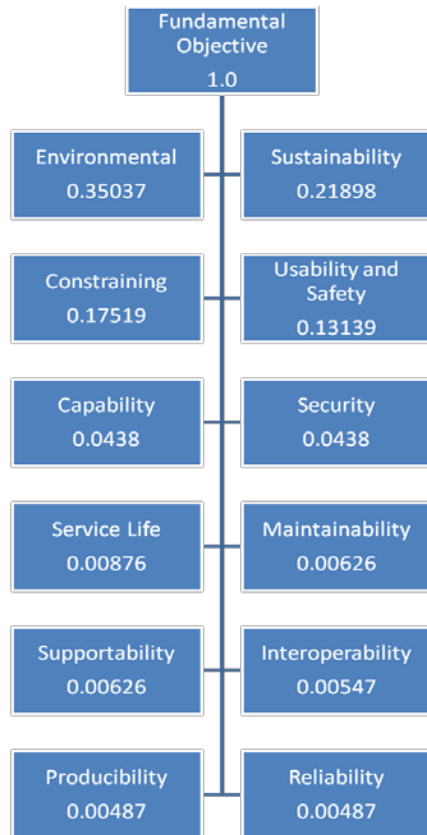 Fundamental
Objective
1.0
Environmental
0.35037
Sustainability
0.21898
Constraining
0.17519
Usability and
Safety
0.13139
Capability
0.0438
Security
0.0438
Service Life
0.00876
Maintainability
0.00626
Supportability
0.00626
Interoperability
0.00547
Producibility
0.00487
Reliability
0.00487